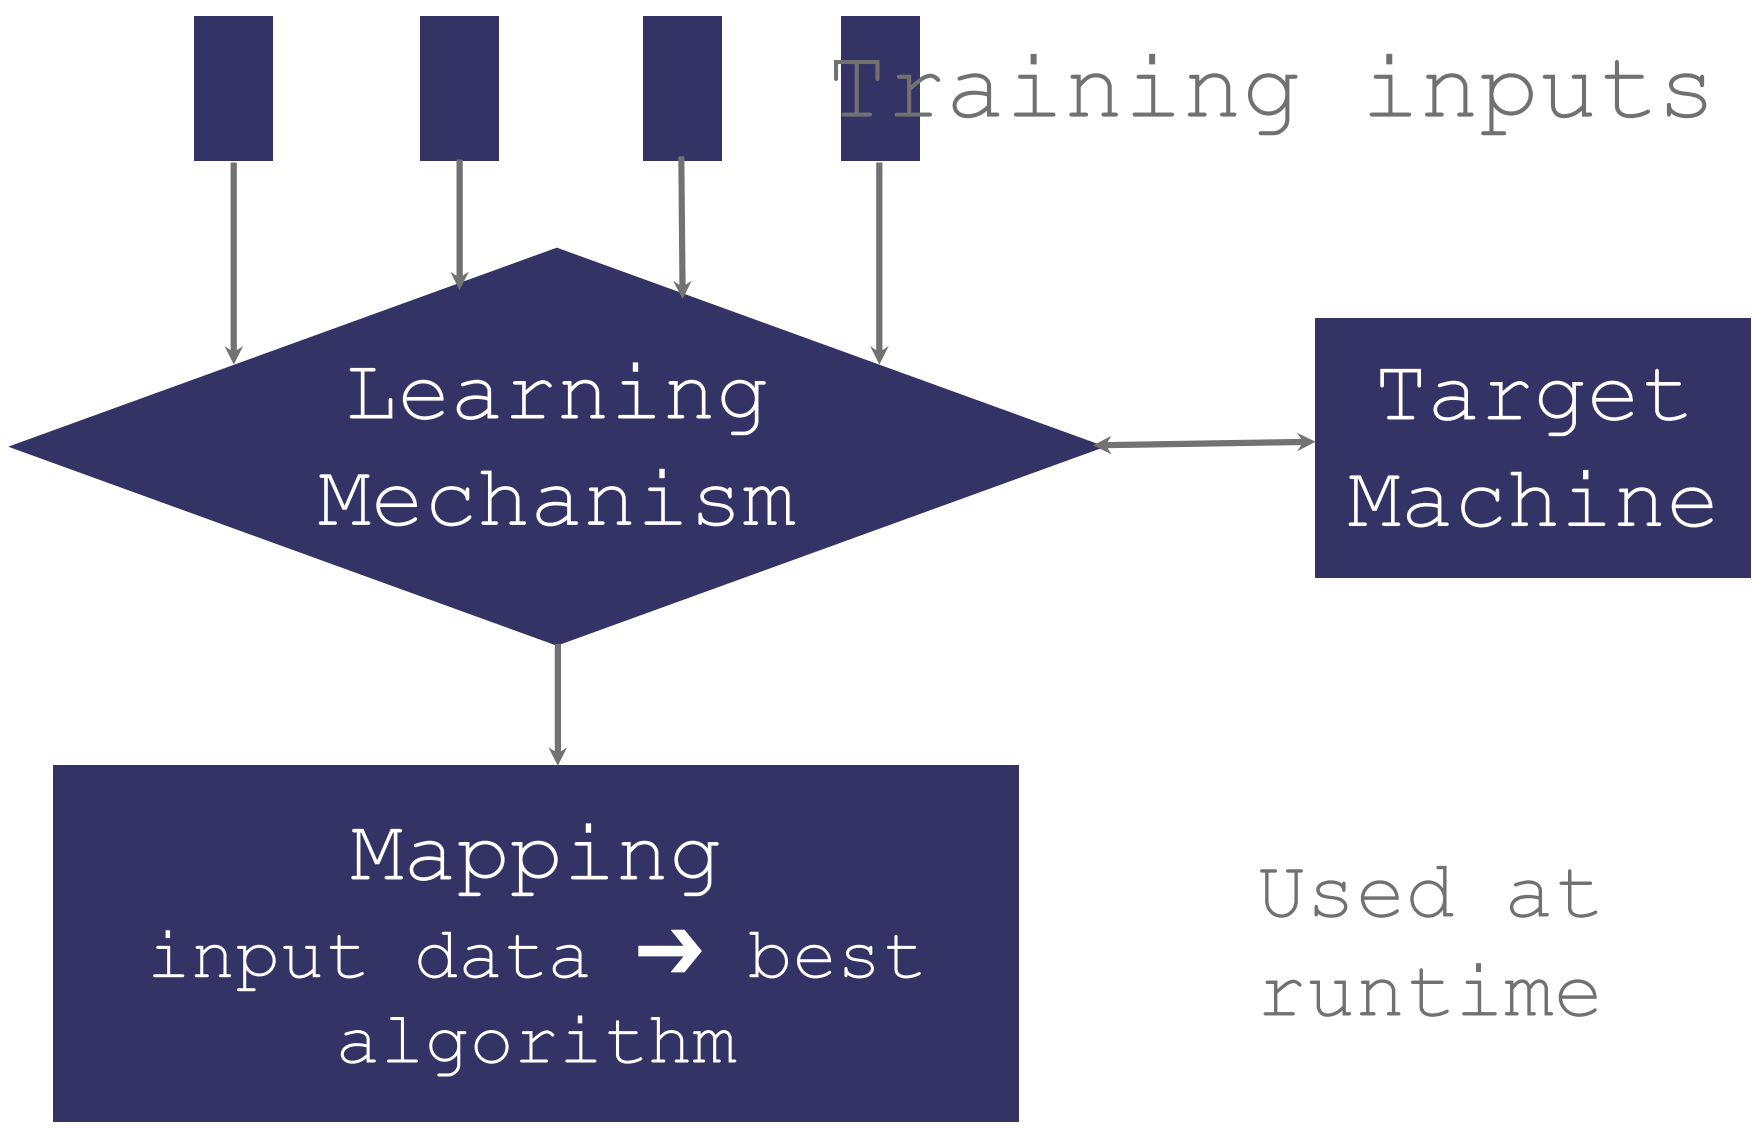 Training inputs
Learning
Mechanism
Target
Machine
Mapping
input data ➔ best
algorithm
Used at
runtime